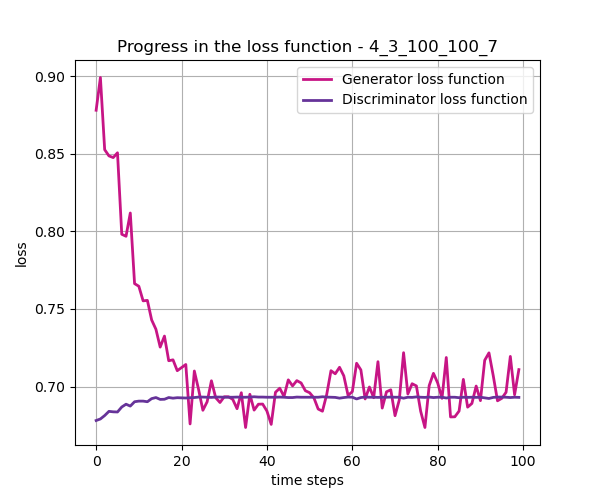 Progress in the loss function - 4_3_100_100_7
Generator loss function
Discriminator loss function
0.90
0.85
0.80
0.75
0.70
loss
0 20 40 60 80 100
time steps